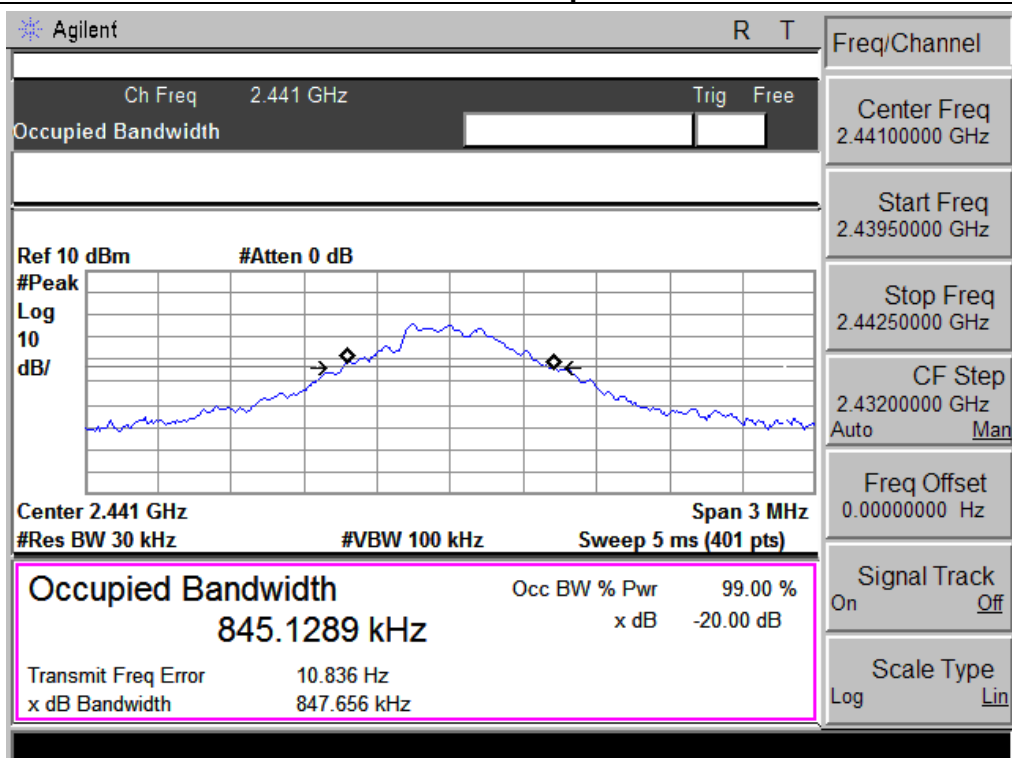 Agilent R T
Ch Freq 2.441 GHz Trig Free
Occupied Bandwidth
Ref 10 dBm #Atten 0 dB
#Peak
Log
10
dB/
Center 2.441 GHz Span 3 MHz
#Res BW 30 kHz #VBW 100 kHz Sweep 5 ms (401 pts)
Occupied Bandwidth Occ BW % Pwr 99.00 %
845.1289 kHz x dB -20.00 dB
Transmit Freq Error 10.836 Hz
x dB Bandwidth 847.656 kHz
Freq/Channel
Center Freq
2.44100000 GHz
Start Freq
2.43950000 GHz
Stop Freq
2.44250000 GHz
CF Step
2.43200000 GHz
Auto Man
Freq Offset
0.00000000 Hz
Signal Track
On Off
Scale Type
Log Lin